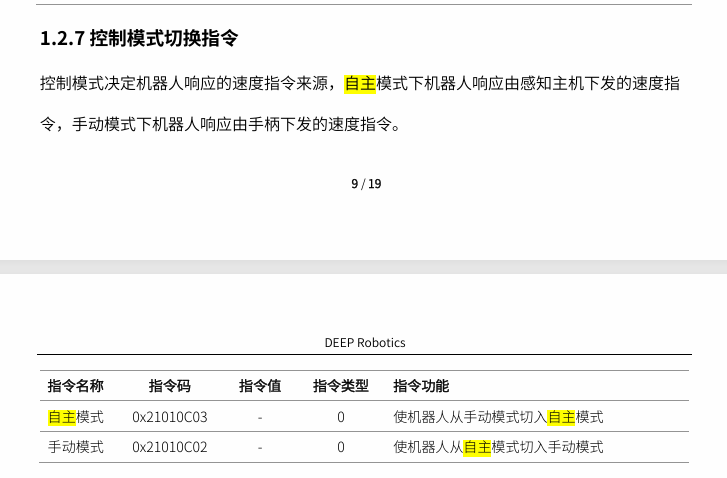 1.2.7 控制模式切换指令
控制模式决定机器人响应的速度指令来源，自主模式下机器人响应由感知主机下发的速度指
令，手动模式下机器人响应由手柄下发的速度指令。
9 / 19
DEEP Robotics
指令名称 指令码 指令值 指令类型 指令功能
自主模式 0x21010C03 - 0 使机器人从手动模式切入自主模式
手动模式 0x21010C02 - 0 使机器人从自主模式切入手动模式